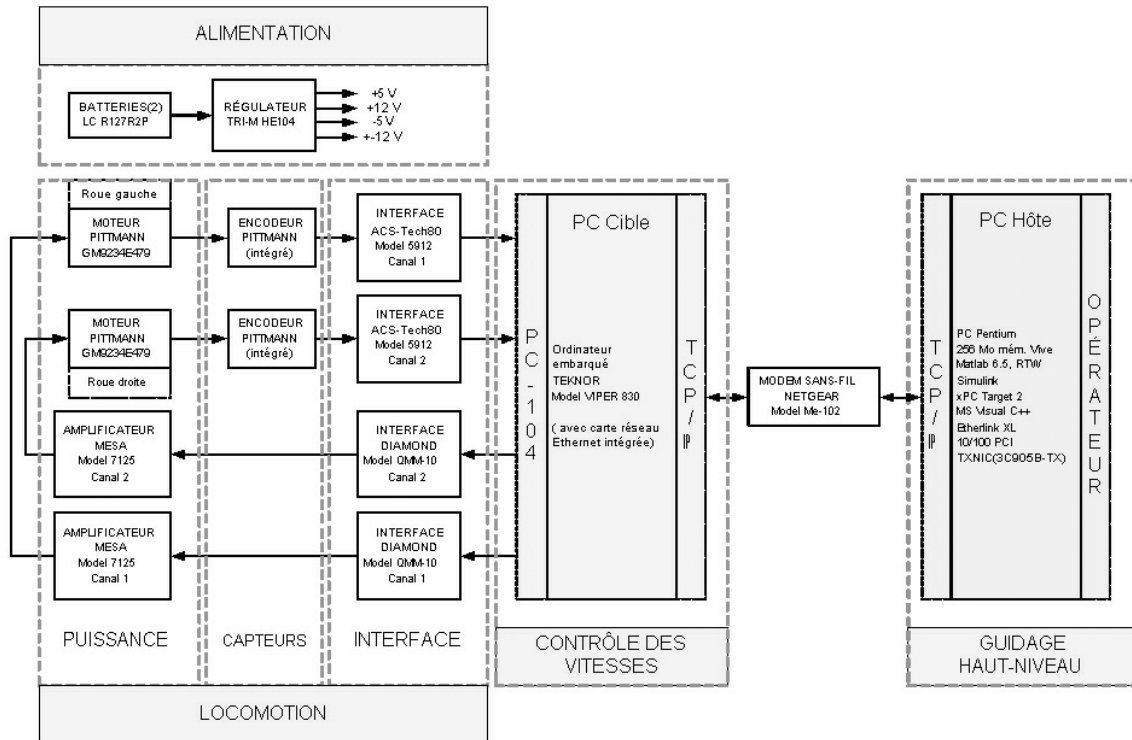 ALIMENTATION
BATTERIES(2)
LC R127R2P
RÉGULATEUR
TRI-M HE104
+5 V
+12 V
-5 V
+-12 V
Roue gauche
MOTEUR
PITTMANN
GM9234E479
ENCODEUR
PITTMANN
(intégré)
INTERFACE
ACS-Tech80
Model 5912
Canal 1
MOTEUR
PITTMANN
GM9234E479
Roue droite
ENCODEUR
PITTMANN
(intégré)
INTERFACE
ACS-Tech80
Model 5912
Canal 2
AMPLIFICATEUR
MESA
Model 7125
Canal 2
INTERFACE
DIAMOND
Model QMM-10
Canal 2
AMPLIFICATEUR
MESA
Model 7125
Canal 1
INTERFACE
DIAMOND
Model QMM-10
Canal 1
PUISSANCE
CAPTEURS
INTERFACE
LOCOMOTION
PC-104
PC Cible
Ordinateur
embarqué
TEKNOR
Model VIPER 830
( avec carte réseau
Ethernet intégrée)
TCP/IP
CONTRÔLE DES
VITESSES
MODEM SANS-FIL
NETGEAR
Model Me-102
TCP/IP
PC Hôte
PC Pentium
256 Mo mém. Vive
Matlab 6.5, RTW
Simulink
xPC Target 2
MS Visual C++
Etherlink XL
10/100 PCI
TXNIC(3C905B-TX)
OPÉRATEUR
GUIDAGE
HAUT-NIVEAU